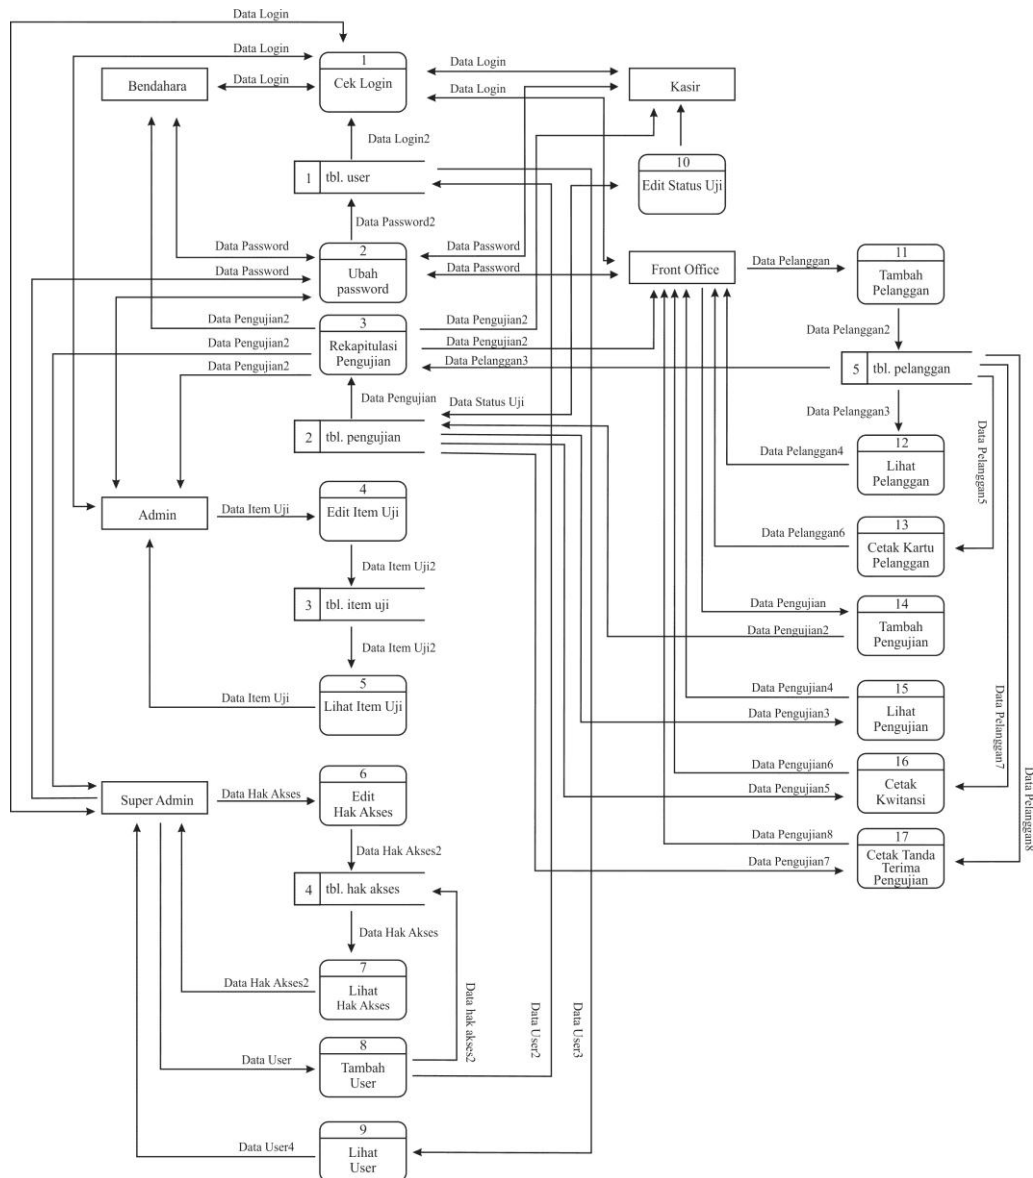 Data Login
Data Login
Bendahara
Data Login
1
Cek Login
Data Login
Data Login
Kasir
Data Login2
1
tbl. user
10
Edit Status Uji
Data Password2
Data Password
Data Password
2
Ubah
password
Data Password
Data Password
Front Office
Data Pelanggan
11
Tambah
Pelanggan
Data Pengujian2
Data Pengujian2
Data Pengujian2
3
Rekapitulasi
Pengujian
Data Pengujian2
Data Pengujian2
Data Pelanggan3
Data Pelanggan2
5
tbl. pelanggan
Data Pengujian
Data Status Uji
2
tbl. pengujian
Data Pelanggan3
12
Lihat
Pelanggan
Data Pelanggan4
Data Pelanggan5
Admin
Data Item Uji
4
Edit Item Uji
Data Pelanggan6
13
Cetak Kartu
Pelanggan
Data Item Uji2
3
tbl. item uji
Data Pengujian
Data Pengujian2
14
Tambah
Pengujian
Data Item Uji2
Data Item Uji
5
Lihat Item Uji
Data Pengujian4
Data Pengujian3
15
Lihat
Pengujian
Data Pelanggan7
Super Admin
Data Hak Akses
6
Edit
Hak Akses
Data Pengujian6
Data Pengujian5
16
Cetak
Kwitansi
Data Pelanggan8
Data Hak Akses2
4
tbl. hak akses
Data Pengujian8
Data Pengujian7
17
Cetak Tanda
Terima
Pengujian
Data Hak Akses
Data Hak Akses2
7
Lihat
Hak Akses
Data hak akses2
Data User2
Data User3
Data User
8
Tambah
User
Data User4
9
Lihat
User